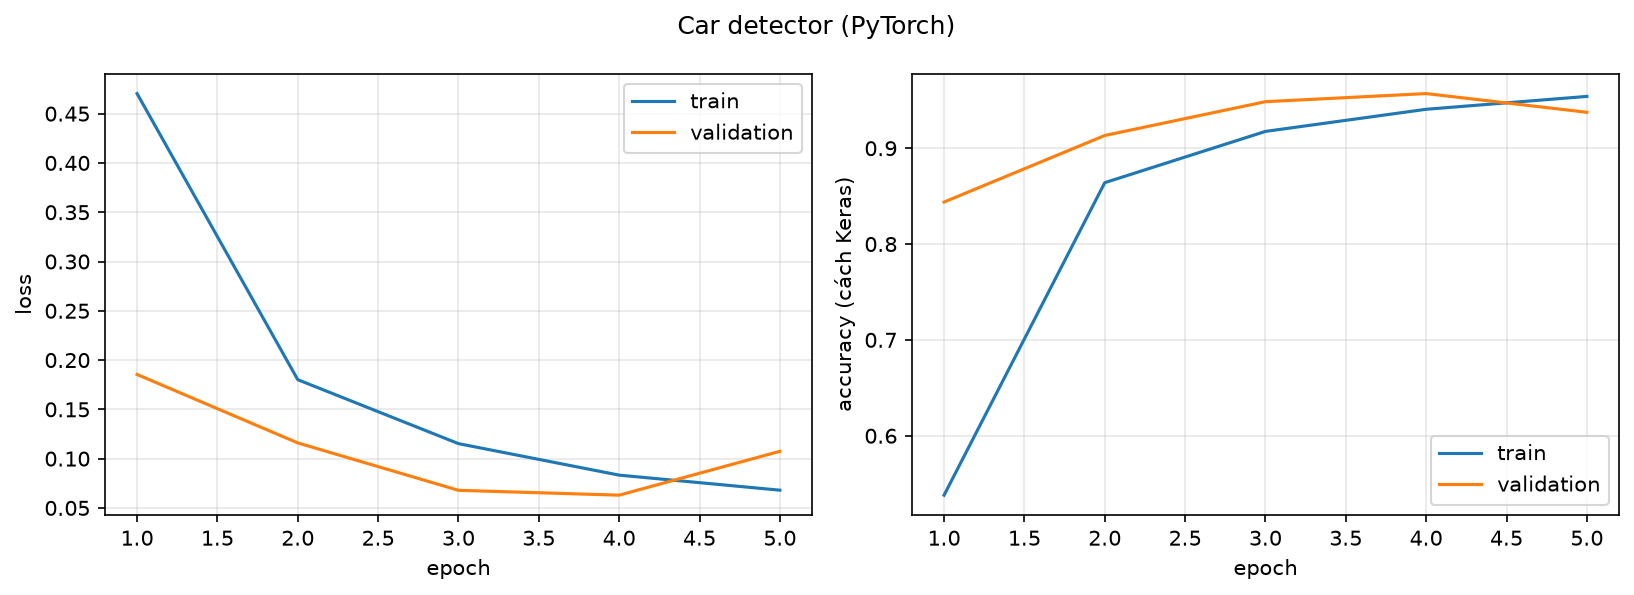 Car detector (PyTorch)
loss
0.45
0.40
0.35
0.30
0.25
0.20
0.15
0.10
0.05
train
validation
1.0 1.5 2.0 2.5 3.0 3.5 4.0 4.5 5.0
epoch
accuracy (cách Keras)
0.9
0.8
0.7
0.6
train
validation
1.0 1.5 2.0 2.5 3.0 3.5 4.0 4.5 5.0
epoch